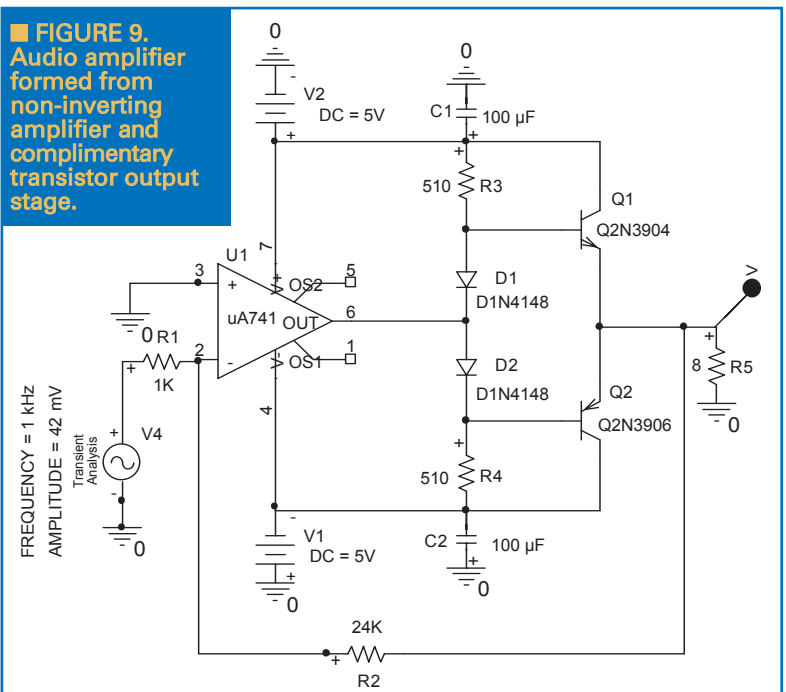 ■ FIGURE 9.
Audio amplifier
formed from
non-inverting
amplifier and
complimentary
transistor output
stage.
0
-
V2
DC = 5V
+
0
-
C1
100 µF
+
+
510
R3
Q1
Q2N3904
7
U1
3
+
V+
OS2
5
D1
D1N4148
uA741
OUT
6
V
0
R1
+
1K
2
-
V-
OS1
1
D2
D1N4148
+
8
R5
0
4
FREQUENCY = 1 kHz
AMPLITUDE = 42 mV
Transient
Analysis
+
V4
-
0
Q2
Q2N3906
+
510
R4
-
V1
DC = 5V
+
0
-
C2
100 µF
+
0
24K
+
R2